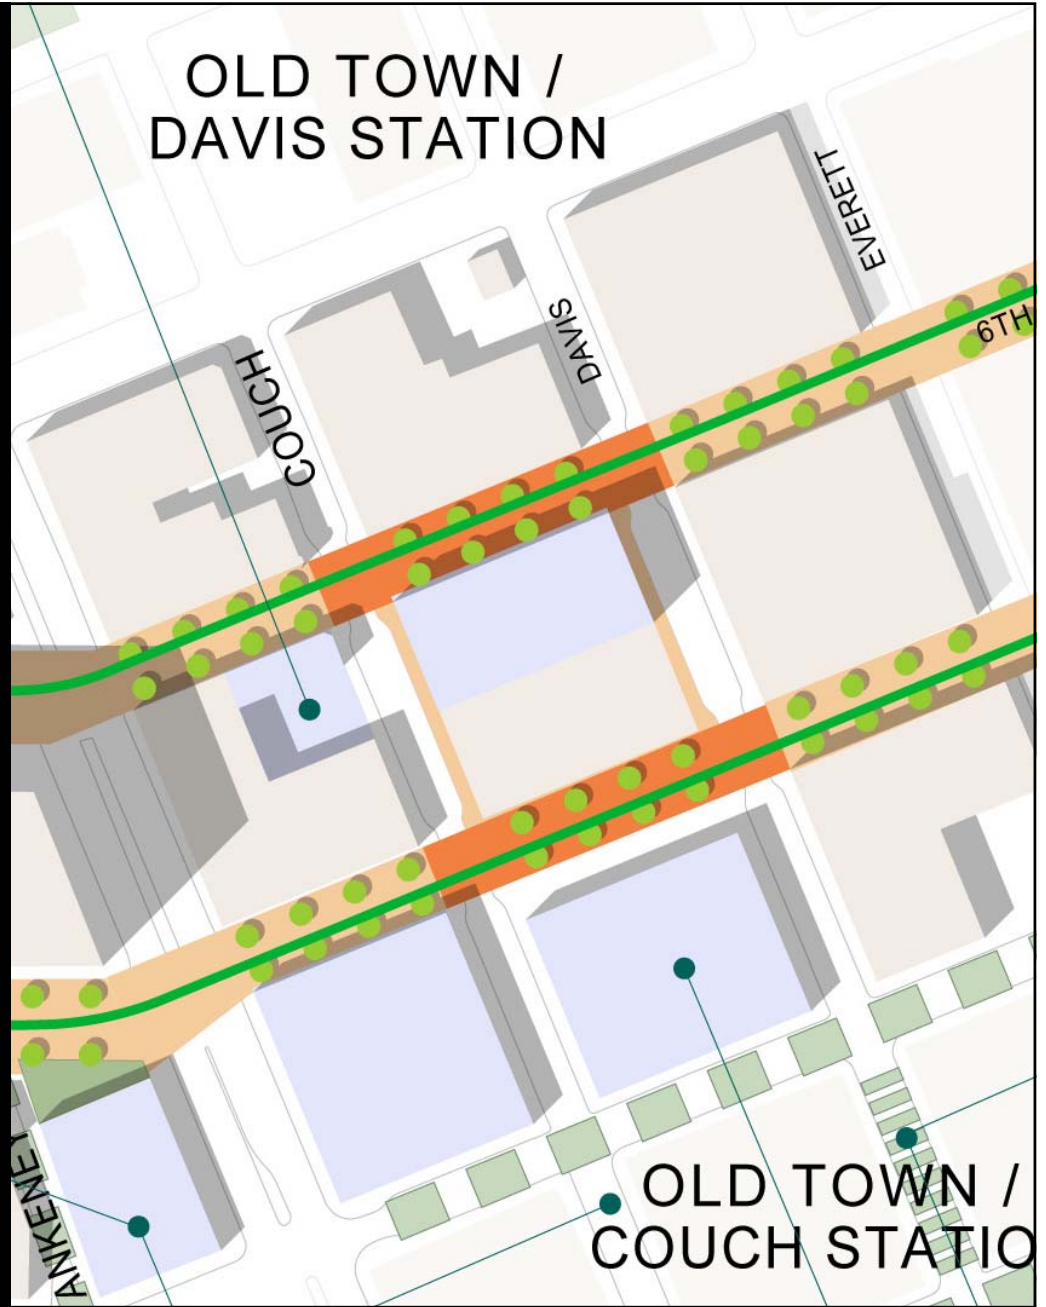 OLD TOWN /
DAVIS STATION
EVERETT
DAVIS
6TH
COUCH
ANKENEY
OLD TOWN /
COUCH STATIO